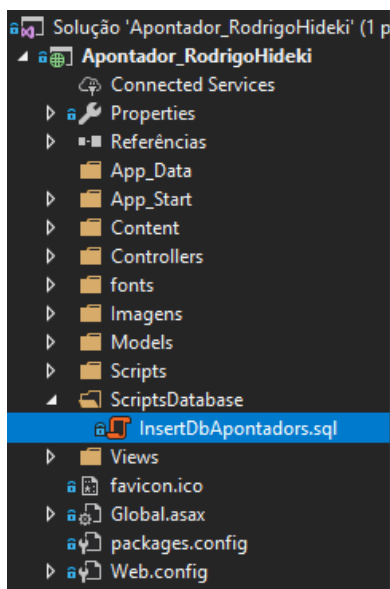 Solução 'Apontador_RodrigoHideki' (1 p
Apontador_RodrigoHideki
Connected Services
Properties
Referências
App_Data
App_Start
Content
Controllers
fonts
Imagens
Models
Scripts
ScriptsDatabase
InsertDbApontadors.sql
Views
favicon.ico
Global.asax
packages.config
Web.config